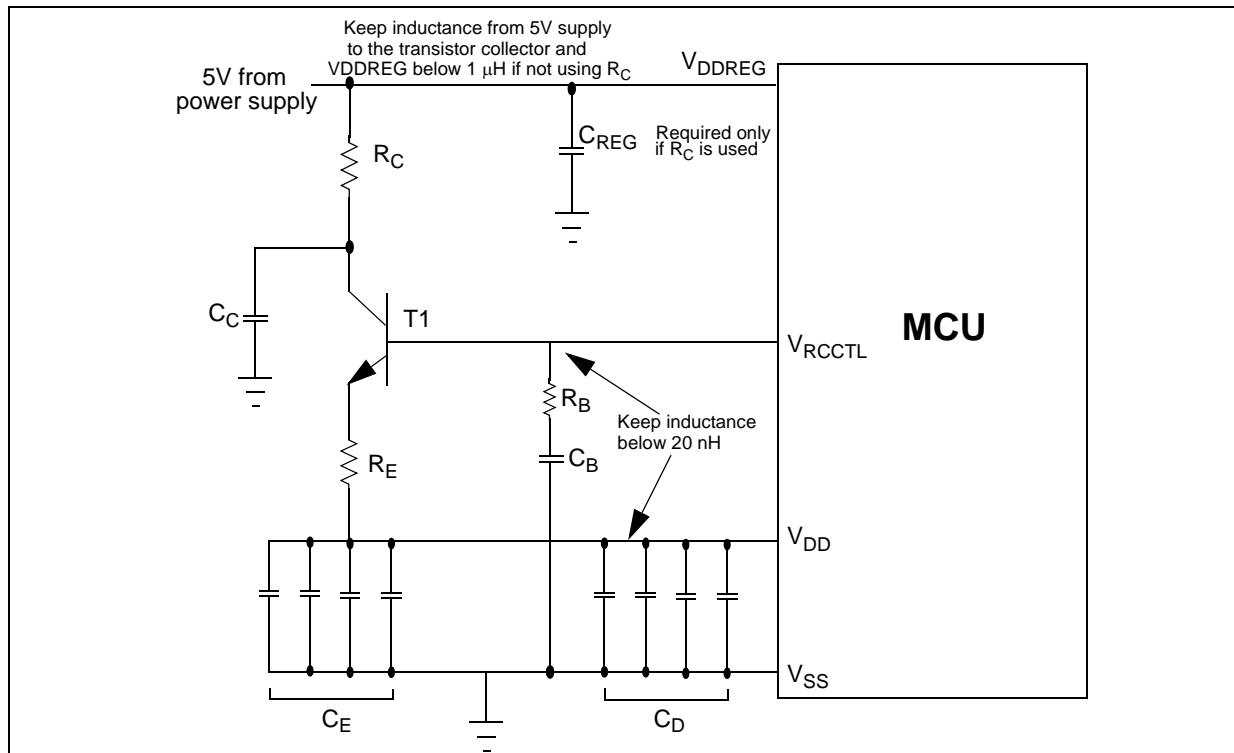 Keep inductance from 5V supply
to the transistor collector and
VDDREG below 1 μH if not using RC
VDDREG
5V from
power supply
RC
CREG
Required only
if RC is used
CC
T1
VRCCTL
MCU
RB
Keep inductance
below 20 nH
CB
RE
VDD
VSS
CE
CD